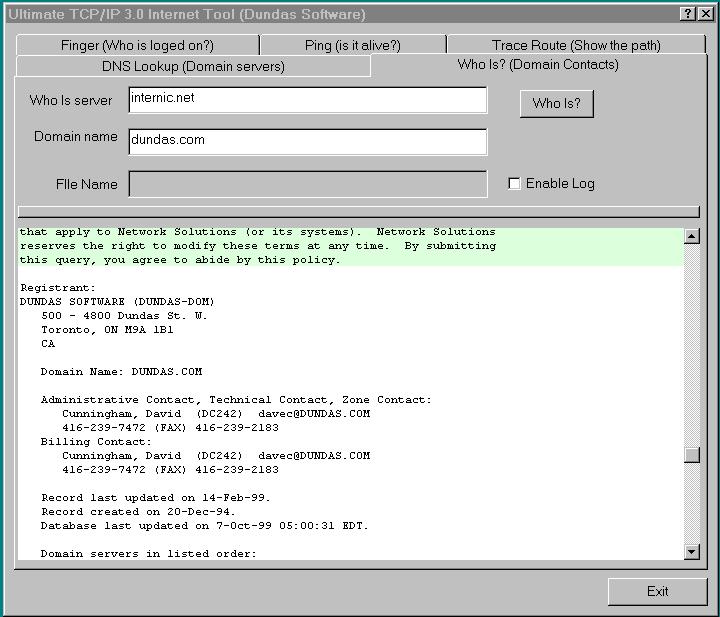 Ultimate TCP/IP 3.0 Internet Tool (Dundas Software)
Finger (Who is loged on?)
Ping (is it alive?)
Trace Route (Show the path)
DNS Lookup (Domain servers)
Who Is? (Domain Contacts)
Who Is server
internic.net
Who Is?
Domain name
dundas.com
FIle Name
Enable Log
that apply to Network Solutions (or its systems).  Network Solutions
reserves the right to modify these terms at any time.  By submitting
this query, you agree to abide by this policy.
Registrant:
DUNDAS SOFTWARE (DUNDAS-DOM)
500 - 4800 Dundas St. W.
Toronto, ON M9A 1B1
CA
Domain Name: DUNDAS.COM
Administrative Contact, Technical Contact, Zone Contact:
Cunningham, David  (DC242)  davec@DUNDAS.COM
416-239-7472 (FAX) 416-239-2183
Billing Contact:
Cunningham, David  (DC242)  davec@DUNDAS.COM
416-239-7472 (FAX) 416-239-2183
Record last updated on 14-Feb-99.
Record created on 20-Dec-94.
Database last updated on 7-Oct-99 05:00:31 EDT.
Domain servers in listed order:
Exit